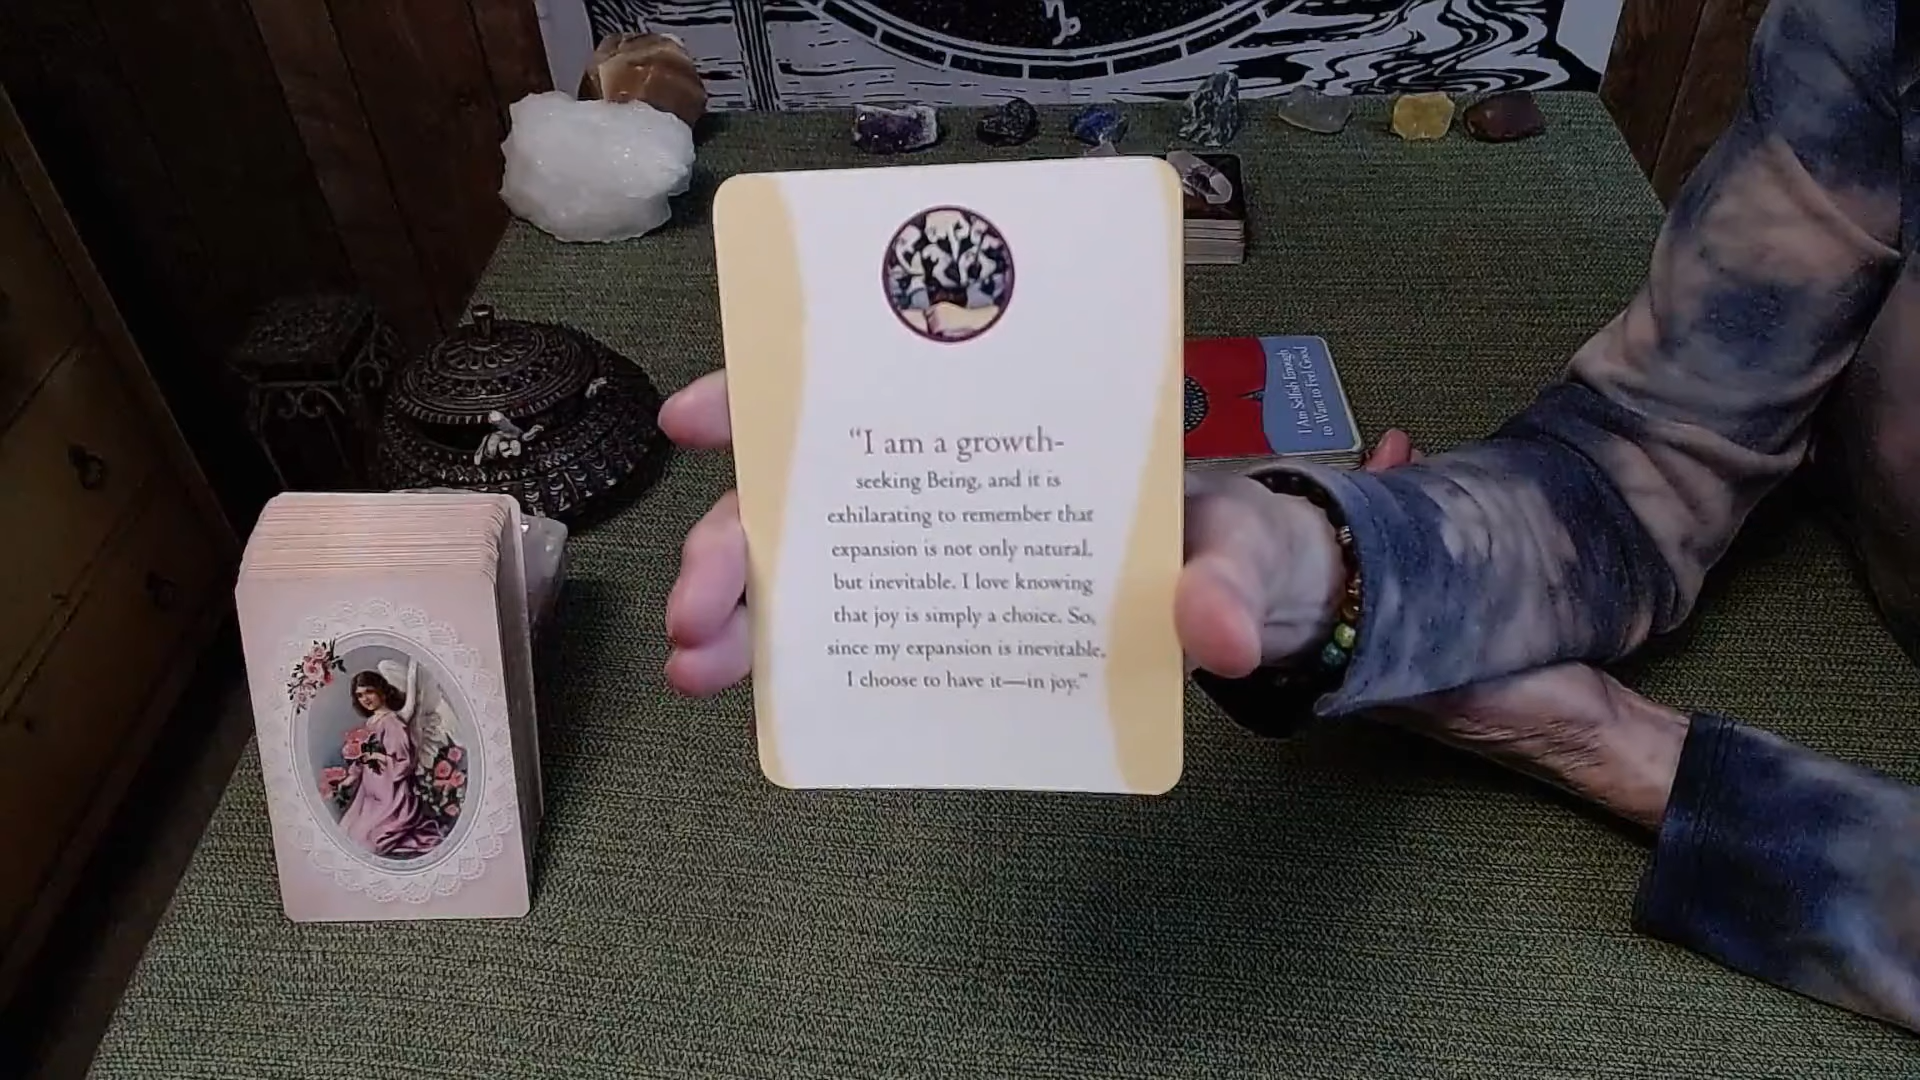 “I am a growth-
seeking Being, and it is
exhilarating to remember that
expansion is not only natural,
but inevitable. I love knowing
that joy is simply a choice. So,
since my expansion is inevitable,
I choose to have it—in joy.”
I Am Selfish Enough
to Want to Feel Good